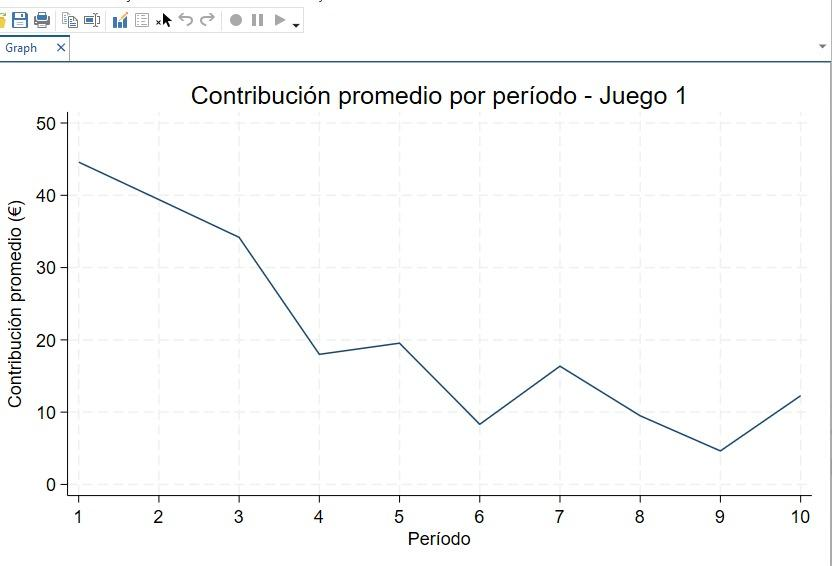 Graph
Contribución promedio por período - Juego 1
Contribución promedio (€)
50
40
30
20
10
0
1 2 3 4 5 6 7 8 9 10
Período